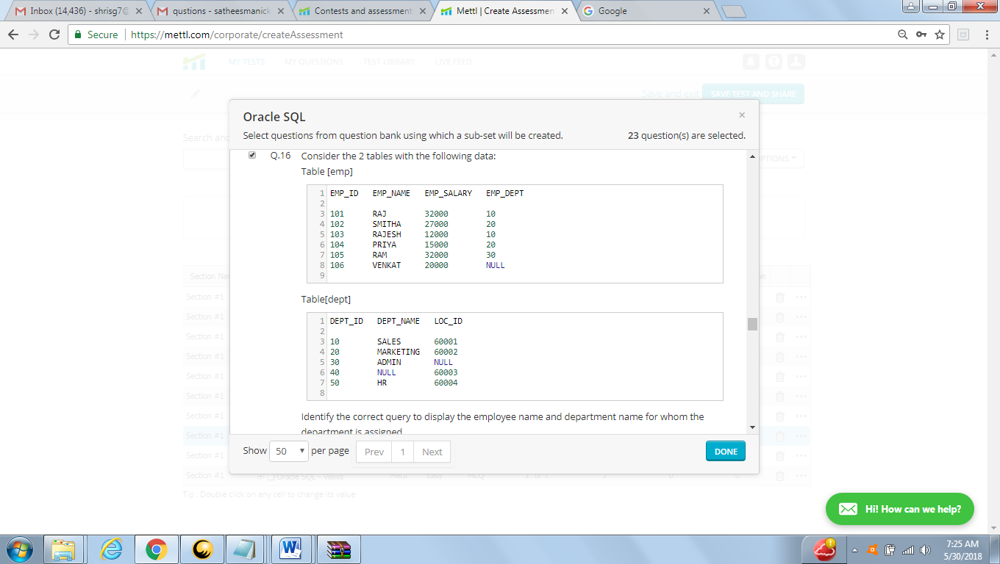 Inbox (14,436) - shrisg7@
qustions - satheesmanick
Contests and assessment
Mettl | Create Assessmen
Google
Secure
https://mettl.com/corporate/createAssessment
MY TESTS
MY QUESTIONS
TEST LIBRARY
LIVE FEED
Save and exit
SAVE TEST AND SHARE
Search and
Oracle SQL
×
Select questions from question bank using which a sub-set will be created.
23 question(s) are selected.
PTIONS
Q.16 Consider the 2 tables with the following data:
Table [emp]
1 EMP_ID EMP_NAME EMP_SALARY EMP_DEPT
2
3 101 RAJ 32000 10
4 102 SMITHA 27000 20
5 103 RAJESH 12000 10
6 104 PRIYA 15000 20
7 105 RAM 32000 30
8 106 VENKAT 20000 NULL
9
Table[dept]
1 DEPT_ID DEPT_NAME LOC_ID
2
3 10 SALES 60001
4 20 MARKETING 60002
5 30 ADMIN NULL
6 40 NULL 60003
7 50 HR 60004
8
Identify the correct query to display the employee name and department name for whom the
department is assigned
Section Na
Section #1
Section #1
Section #1
Section #1
Section #1
Section #1
Section #1
Section #1
Section #1
Section #1
Oracle SQL - Views
Show 50 per page Prev 1 Next
DONE
Tip : Double click on any cell to change its value
Hi! How can we help?
7:25 AM
5/30/2018